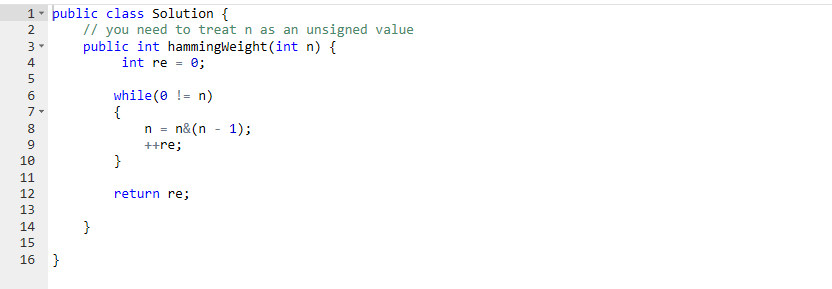 1 public class Solution {
2     // you need to treat n as an unsigned value
3     public int hammingWeight(int n) {
4          int re = 0;
5
6         while(0 != n)
7         {
8             n = n&(n - 1);
9             ++re;
10         }
11
12         return re;
13
14     }
15
16 }